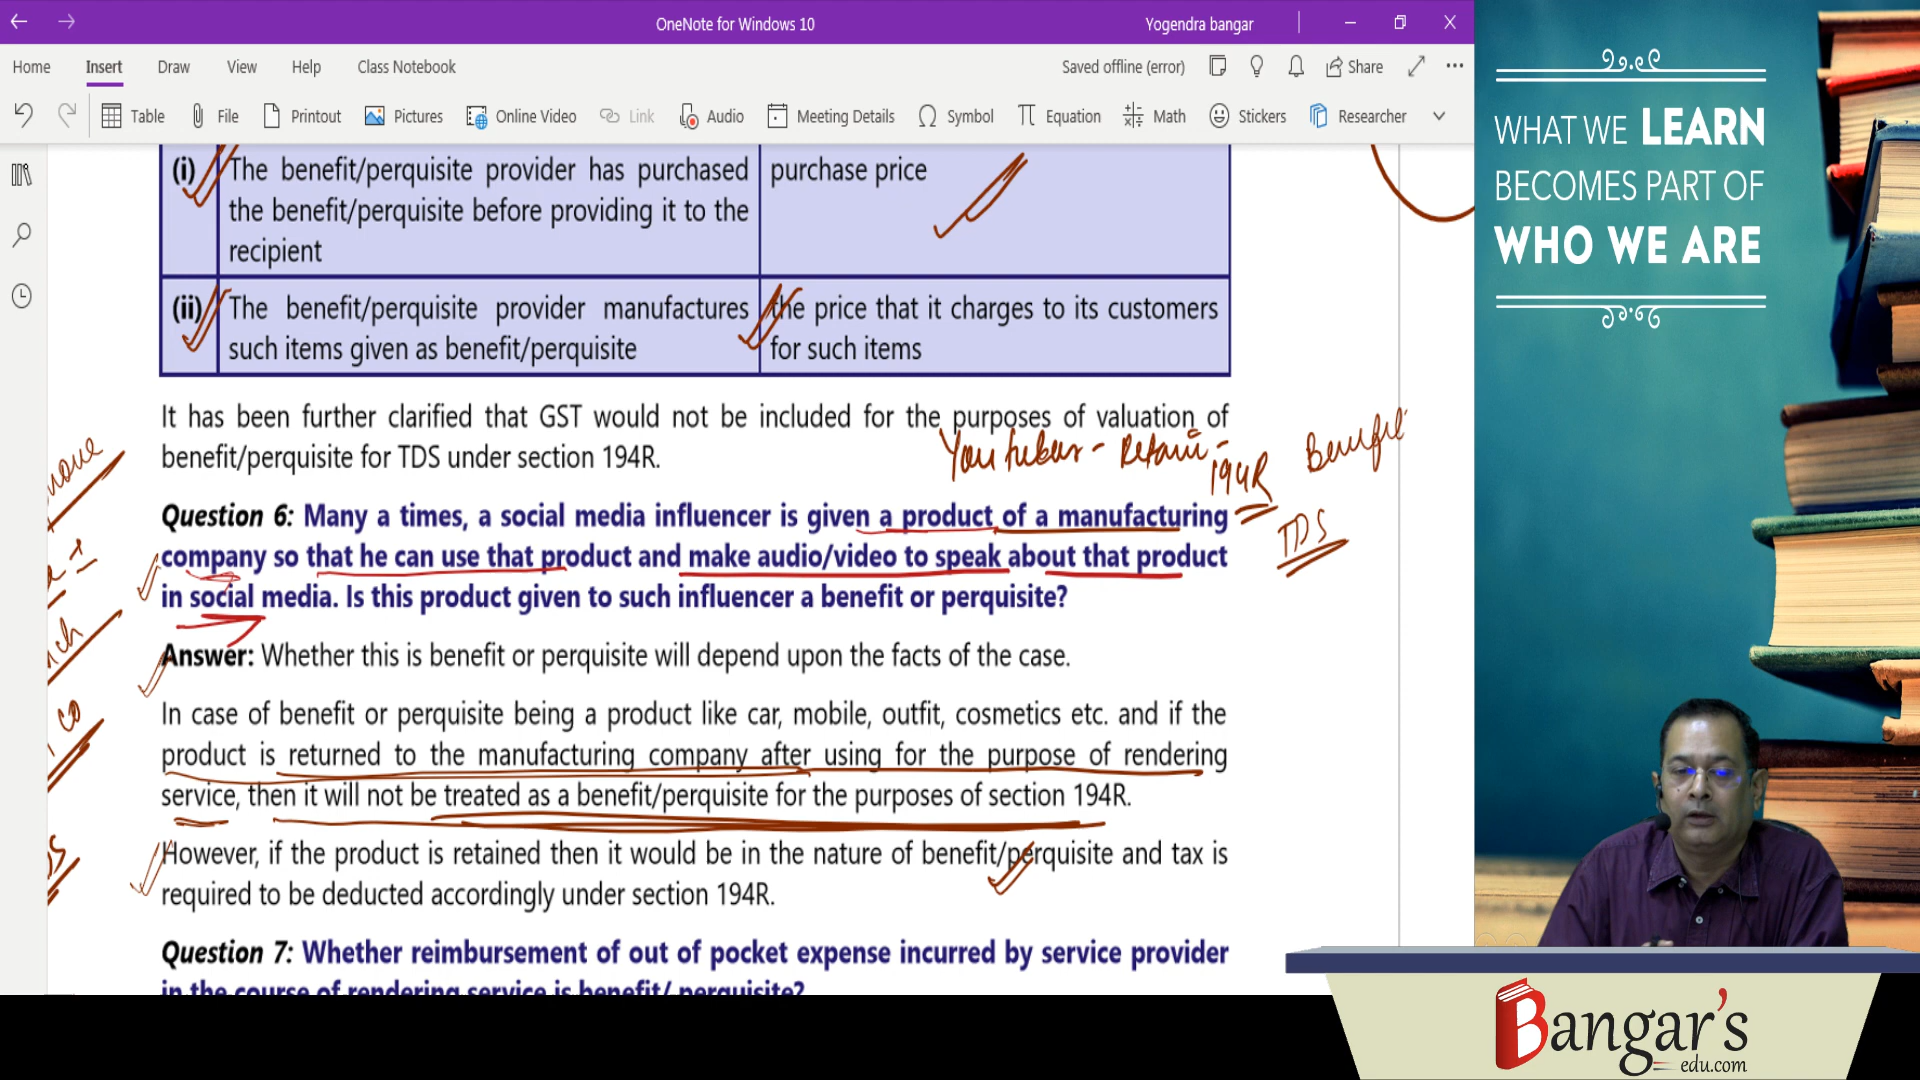 OneNote for Windows 10
Yogendra bangar
Home Insert Draw View Help Class Notebook
Saved offline (error) Share
Table File Printout Pictures Online Video Link Audio Meeting Details Symbol Equation Math Stickers Researcher
(i) The benefit/perquisite provider has purchased
the benefit/perquisite before providing it to the
recipient
purchase price
(ii) The benefit/perquisite provider manufactures
such items given as benefit/perquisite
the price that it charges to its customers
for such items
It has been further clarified that GST would not be included for the purposes of valuation of
benefit/perquisite for TDS under section 194R.
194R
TDS
Question 6: Many a times, a social media influencer is given a product of a manufacturing
company so that he can use that product and make audio/video to speak about that product
in social media. Is this product given to such influencer a benefit or perquisite?
Answer: Whether this is benefit or perquisite will depend upon the facts of the case.
In case of benefit or perquisite being a product like car, mobile, outfit, cosmetics etc. and if the
product is returned to the manufacturing company after using for the purpose of rendering
service, then it will not be treated as a benefit/perquisite for the purposes of section 194R.
However, if the product is retained then it would be in the nature of benefit/perquisite and tax is
required to be deducted accordingly under section 194R.
Question 7: Whether reimbursement of out of pocket expense incurred by service provider
in the course of rendering service is benefit/ perquisite?
WHAT WE LEARN
BECOMES PART OF
WHO WE ARE
Bangar's
edu.com